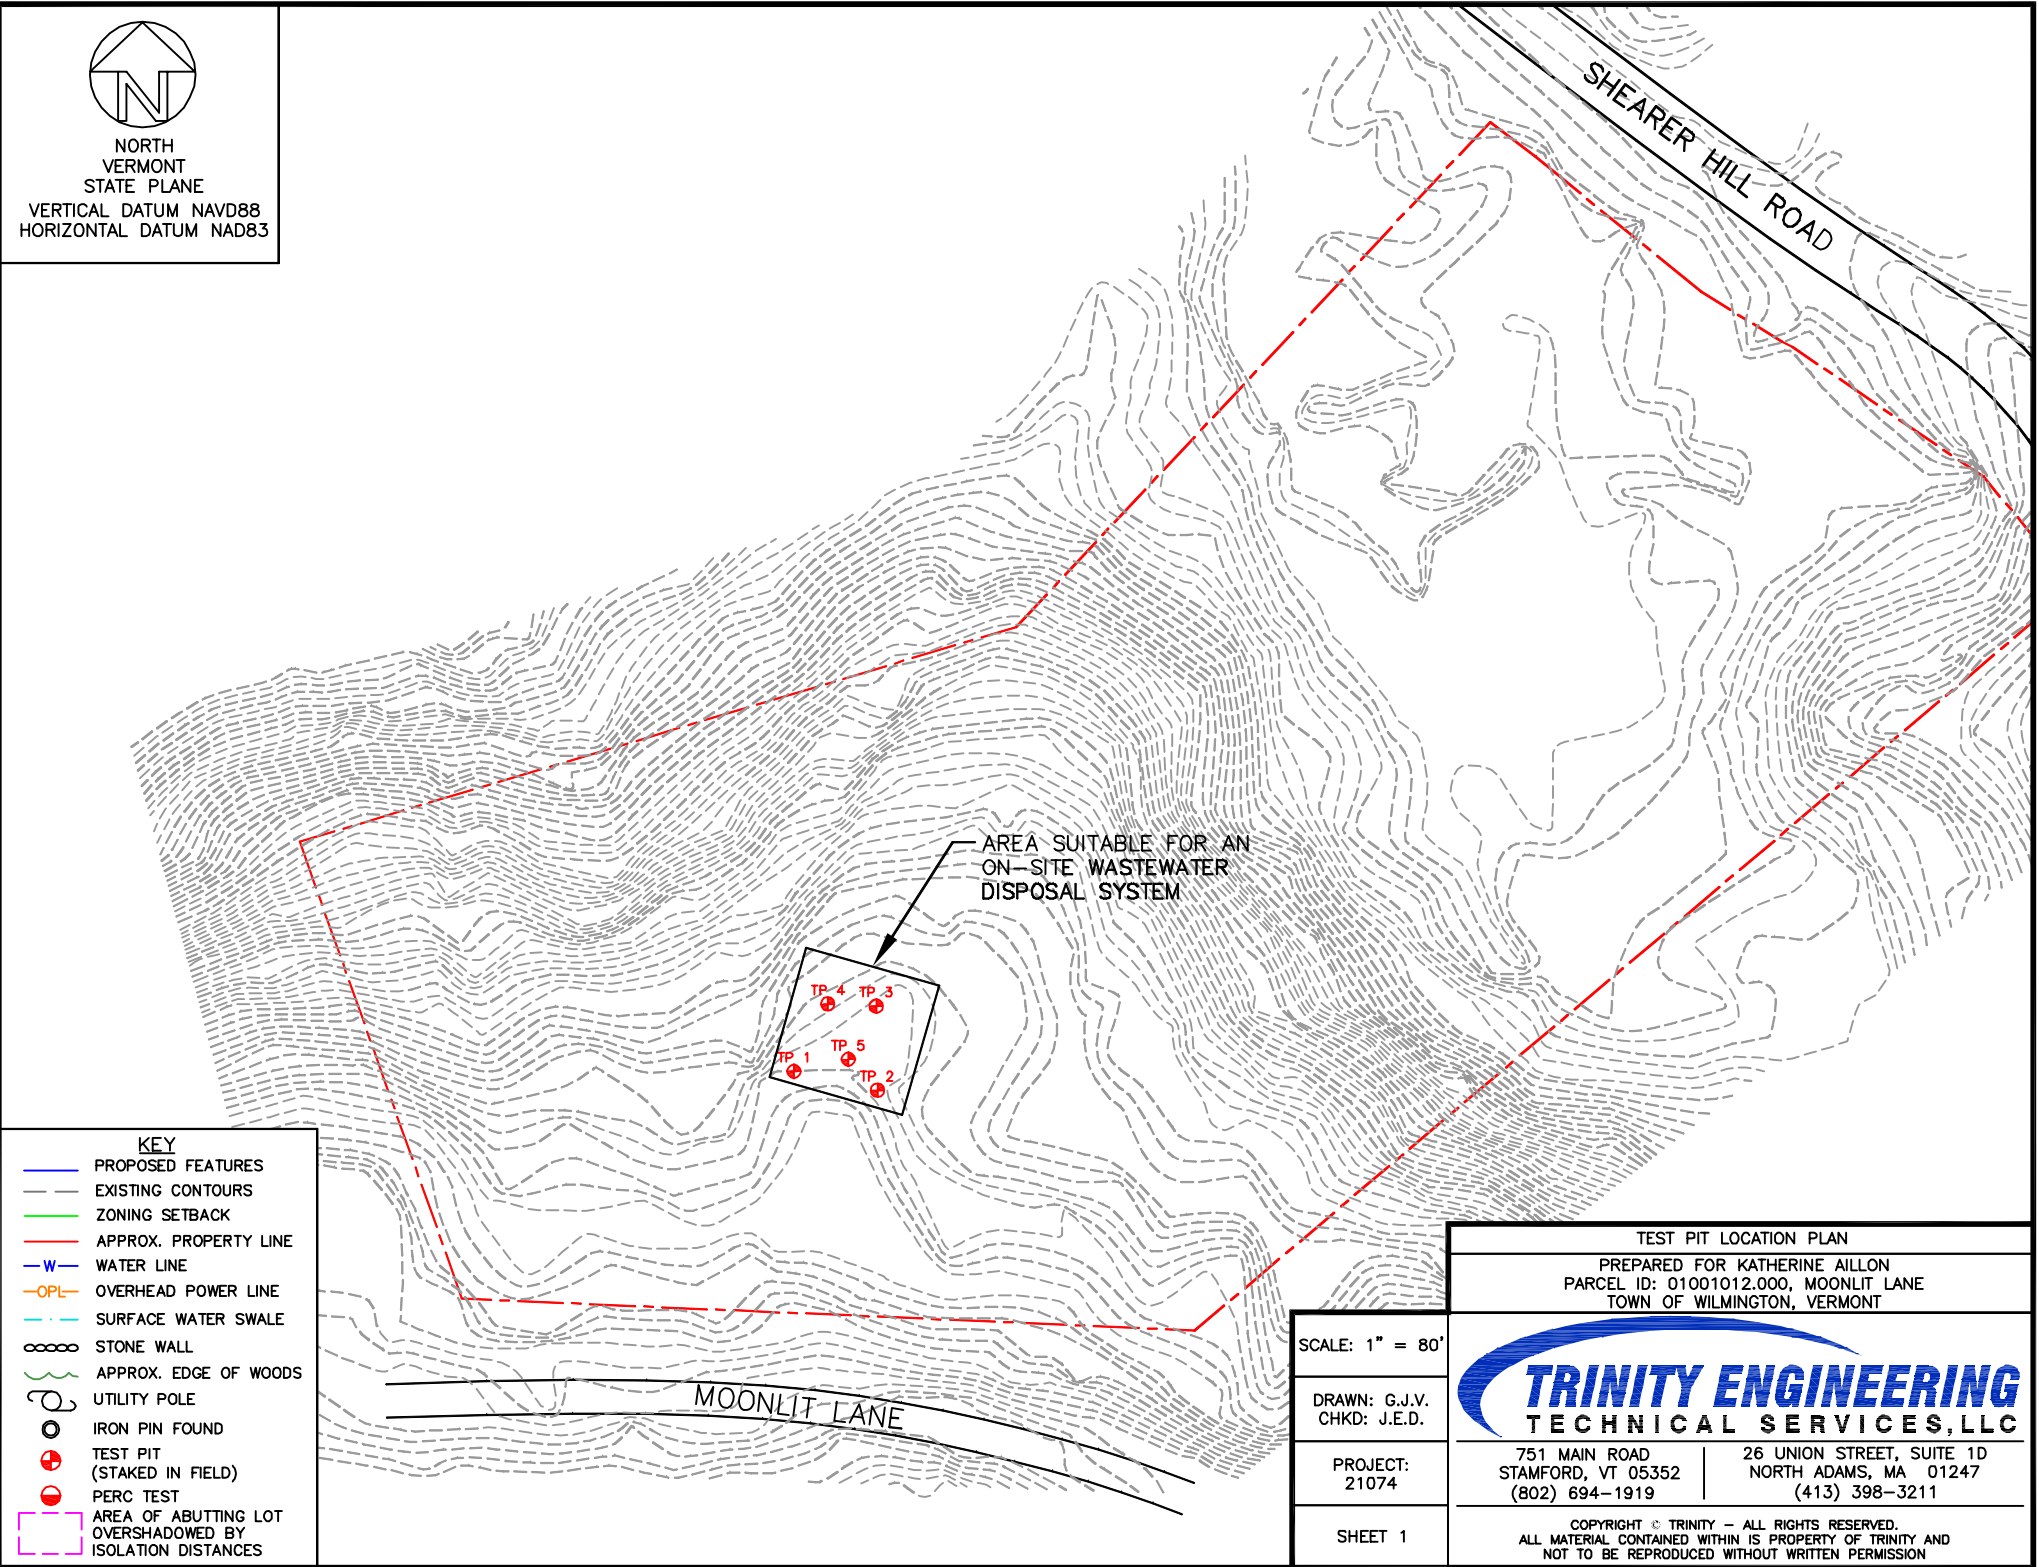 N
NORTH
VERMONT
STATE PLANE
VERTICAL DATUM NAVD88
HORIZONTAL DATUM NAD83
SHEARER HILL ROAD
AREA SUITABLE FOR AN
ON-SITE WASTEWATER
DISPOSAL SYSTEM
TP 4
TP 3
TP 5
TP 1
TP 2
MOONLIT LANE
KEY
PROPOSED FEATURES
EXISTING CONTOURS
ZONING SETBACK
APPROX. PROPERTY LINE
W WATER LINE
OPL OVERHEAD POWER LINE
SURFACE WATER SWALE
STONE WALL
APPROX. EDGE OF WOODS
UTILITY POLE
IRON PIN FOUND
TEST PIT
(STAKED IN FIELD)
PERC TEST
AREA OF ABUTTING LOT
OVERSHADOWED BY
ISOLATION DISTANCES
TEST PIT LOCATION PLAN
PREPARED FOR KATHERINE AILLON
PARCEL ID: 01001012.000, MOONLIT LANE
TOWN OF WILMINGTON, VERMONT
SCALE: 1" = 80'
DRAWN: G.J.V.
CHKD: J.E.D.
PROJECT:
21074
SHEET 1
TRINITY ENGINEERING
TECHNICAL SERVICES, LLC
751 MAIN ROAD
STAMFORD, VT 05352
(802) 694-1919
26 UNION STREET, SUITE 1D
NORTH ADAMS, MA 01247
(413) 398-3211
COPYRIGHT © TRINITY - ALL RIGHTS RESERVED.
ALL MATERIAL CONTAINED WITHIN IS PROPERTY OF TRINITY AND
NOT TO BE REPRODUCED WITHOUT WRITTEN PERMISSION